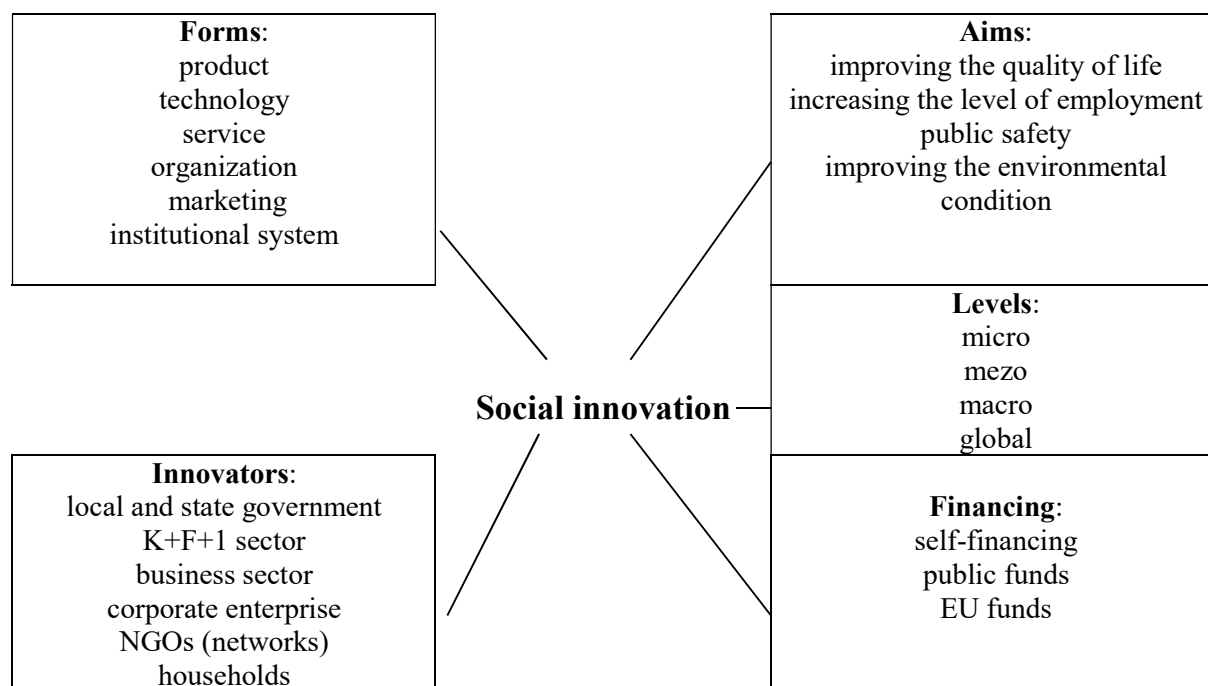 Forms:
product
technology
service
organization
marketing
institutional system
Aims:
improving the quality of life
increasing the level of employment
public safety
improving the environmental
condition
Levels:
micro
mezo
macro
global
Social innovation
Innovators:
local and state government
K+F+1 sector
business sector
corporate enterprise
NGOs (networks)
households
Financing:
self-financing
public funds
EU funds